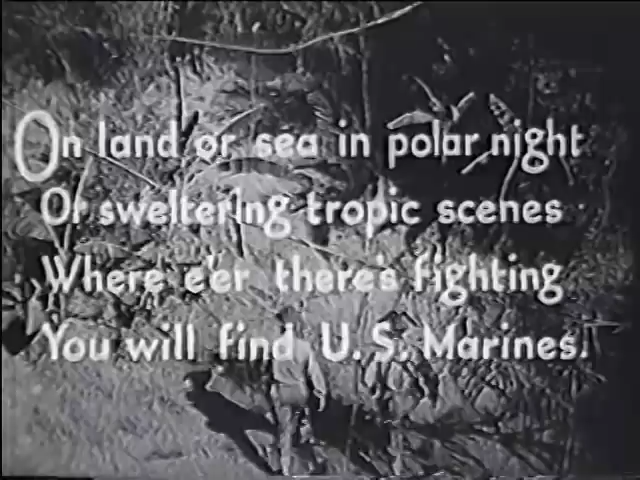 On land or sea in polar night
Or sweltering tropic scenes
Where e'er there's fighting
You will find U.S. Marines.